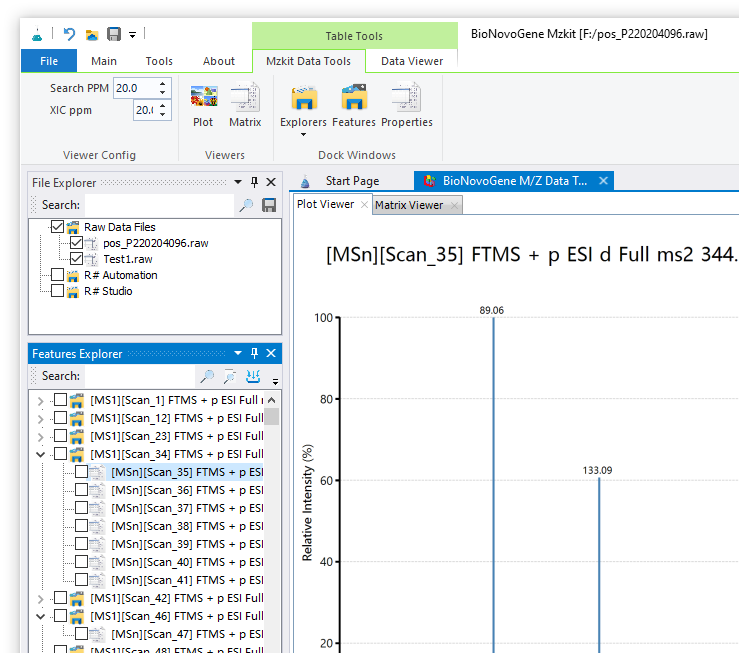 Table Tools
BioNovoGene Mzkit [F:/pos_P220204096.raw]
File Main Tools About Mzkit Data Tools Data Viewer
Search PPM 20.0
XIC ppm 20.0
Plot Matrix Explorers Features Properties
Viewer Config Viewers Dock Windows
File Explorer
Search:
Raw Data Files
pos_P220204096.raw
Test1.raw
R# Automation
R# Studio
Features Explorer
Search:
[MS1][Scan_1] FTMS + p ESI Full
[MS1][Scan_12] FTMS + p ESI Full
[MS1][Scan_23] FTMS + p ESI Full
[MS1][Scan_34] FTMS + p ESI Full
[MSn][Scan_35] FTMS + p ESI
[MSn][Scan_36] FTMS + p ESI
[MSn][Scan_37] FTMS + p ESI
[MSn][Scan_38] FTMS + p ESI
[MSn][Scan_39] FTMS + p ESI
[MSn][Scan_40] FTMS + p ESI
[MSn][Scan_41] FTMS + p ESI
[MS1][Scan_42] FTMS + p ESI Full
[MS1][Scan_46] FTMS + p ESI Full
[MSn][Scan_47] FTMS + p ESI
[MS1][Scan_48] FTMS + p ESI Full
Start Page BioNovoGene M/Z Data T...
Plot Viewer Matrix Viewer
[MSn][Scan_35] FTMS + p ESI d Full ms2 344.
89.06
100
80
133.09
60
40
20
Relative Intensity (%)